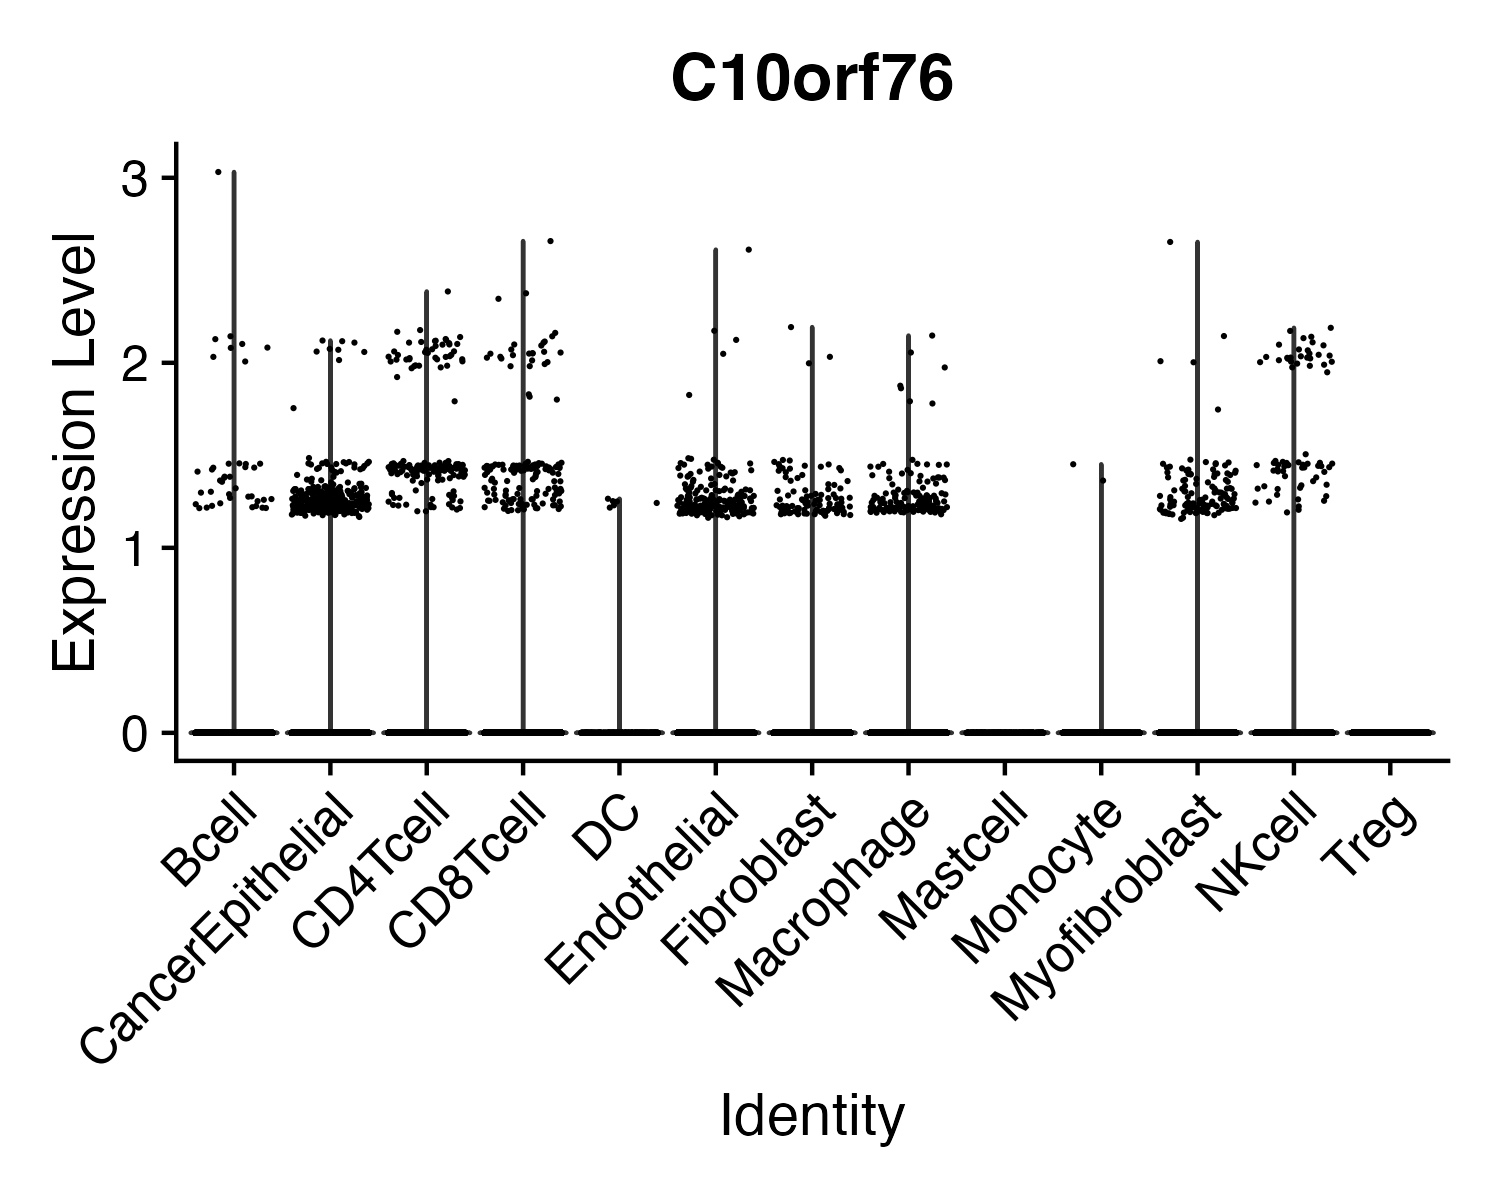 C10orf76
Expression Level
3
2
1
0
Bcell
CancerEpithelial
CD4Tcell
CD8Tcell
DC
Endothelial
Fibroblast
Macrophage
Mastcell
Monocyte
Myofibroblast
NKcell
Treg
Identity